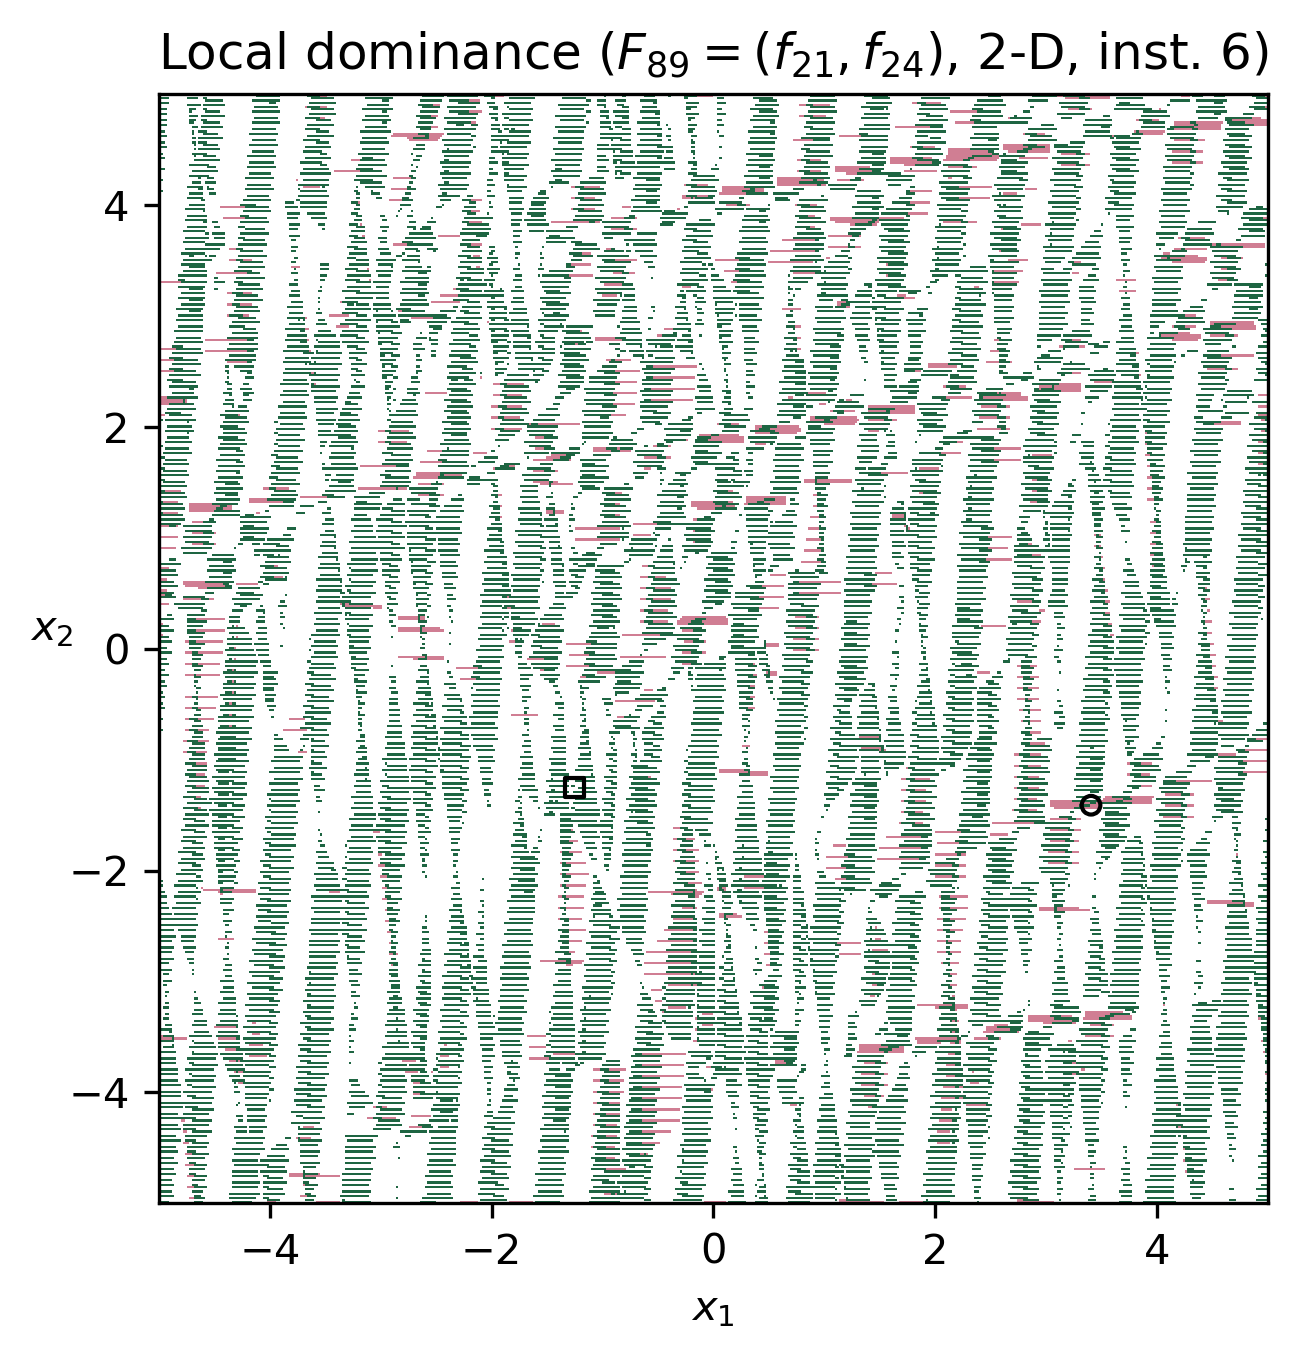 Local dominance (F₈₉ = (f₂₁, f₂₄), 2-D, inst. 6)
4
2
x₂
0
−2
−4
−4 −2 0 2 4
x₁